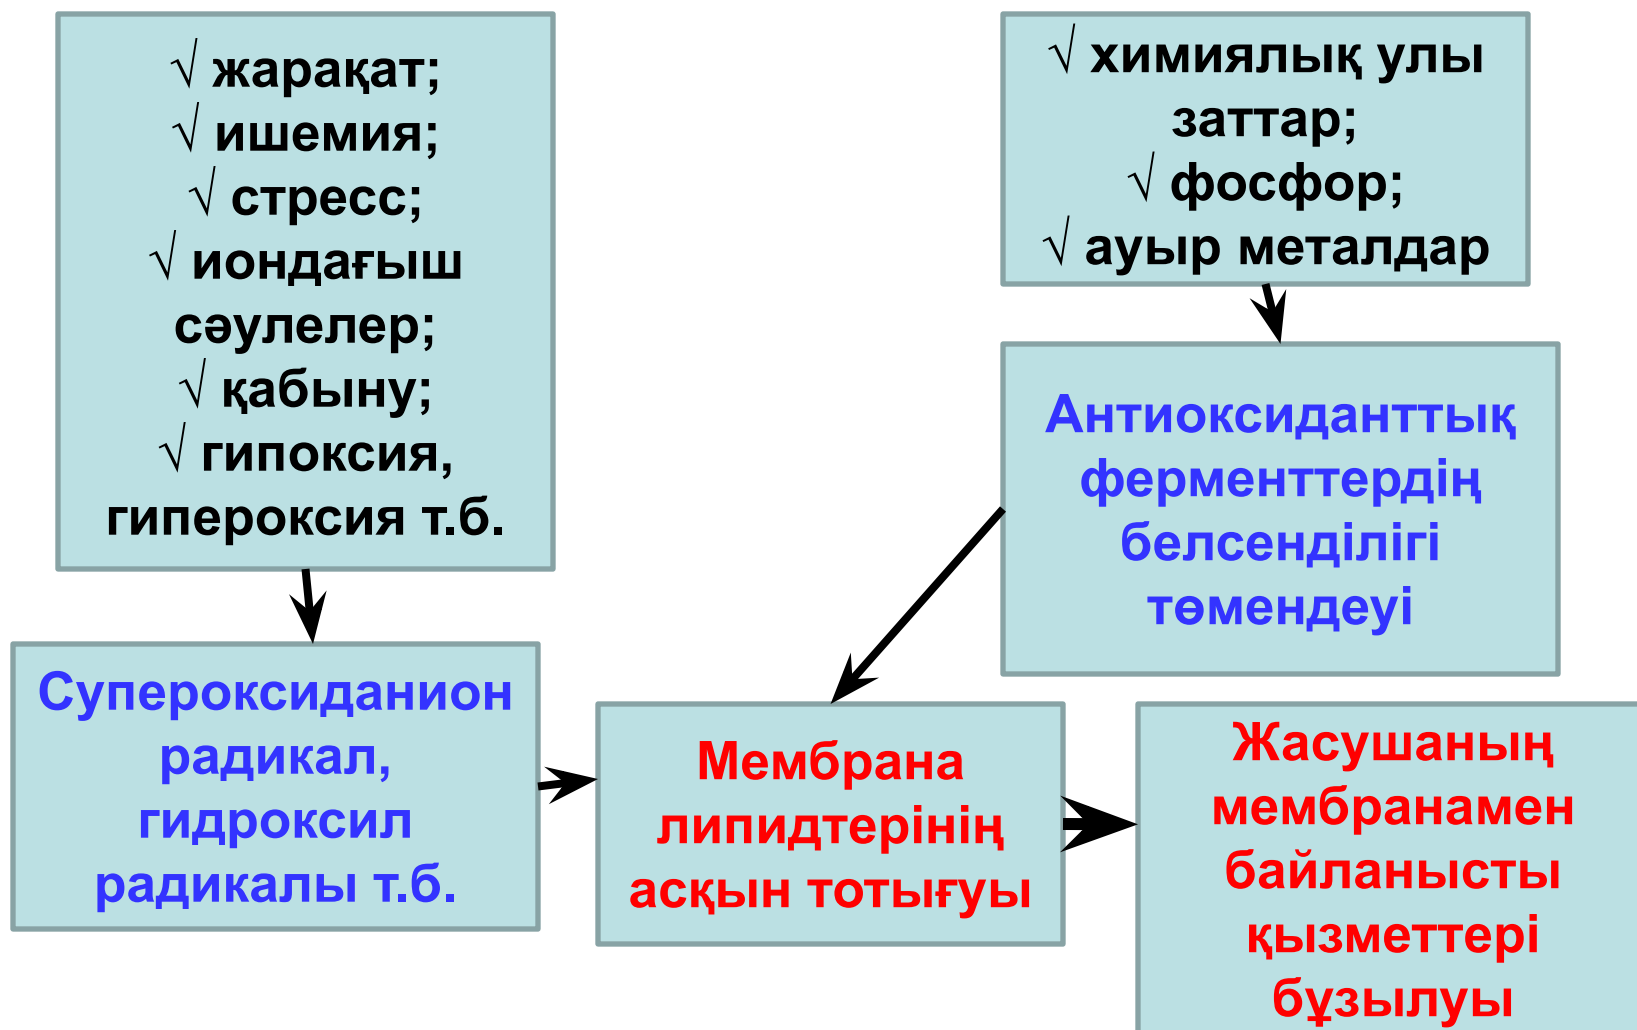 √ жарақат;
√ ишемия;
√ стресс;
√ иондағыш
сәулелер;
√ қабыну;
√ гипоксия,
гипероксия т.б.
√ химиялық улы
заттар;
√ фосфор;
√ ауыр металдар
Антиоксиданттық
ферменттердің
белсенділігі
төмендеуі
Супероксиданион
радикал,
гидроксил
радикалы т.б.
Мембрана
липидтерінің
асқын тотығуы
Жасушаның
мембранамен
байланысты
қызметтері
бұзылуы